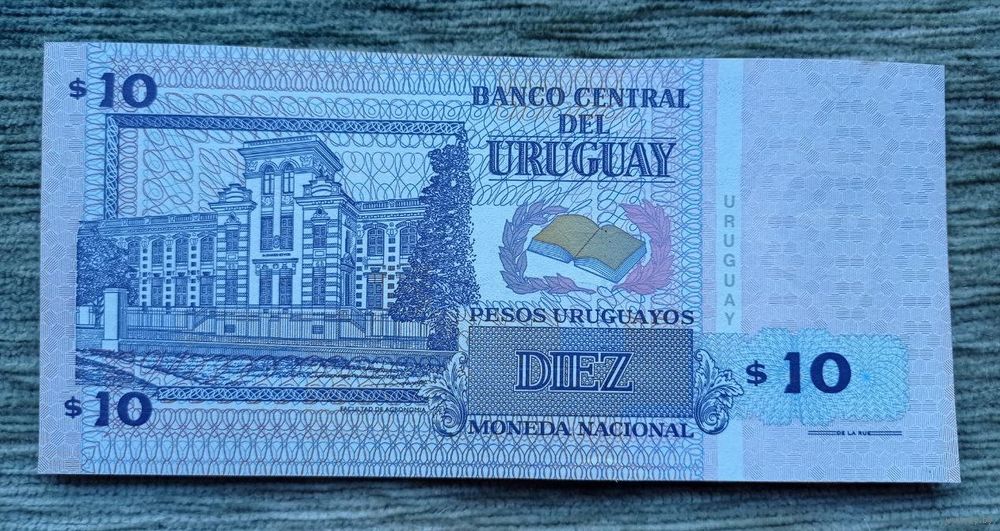 $ 10
BANCO CENTRAL
DEL
URUGUAY
URUGUAY
PESOS URUGUAYOS
DIEZ
$ 10
$ 10
FACULTAD DE AGRONOMIA
MONEDA NACIONAL
DE LA RUE